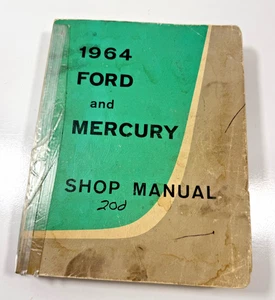 1964
FORD
and
MERCURY
SHOP MANUAL
20d